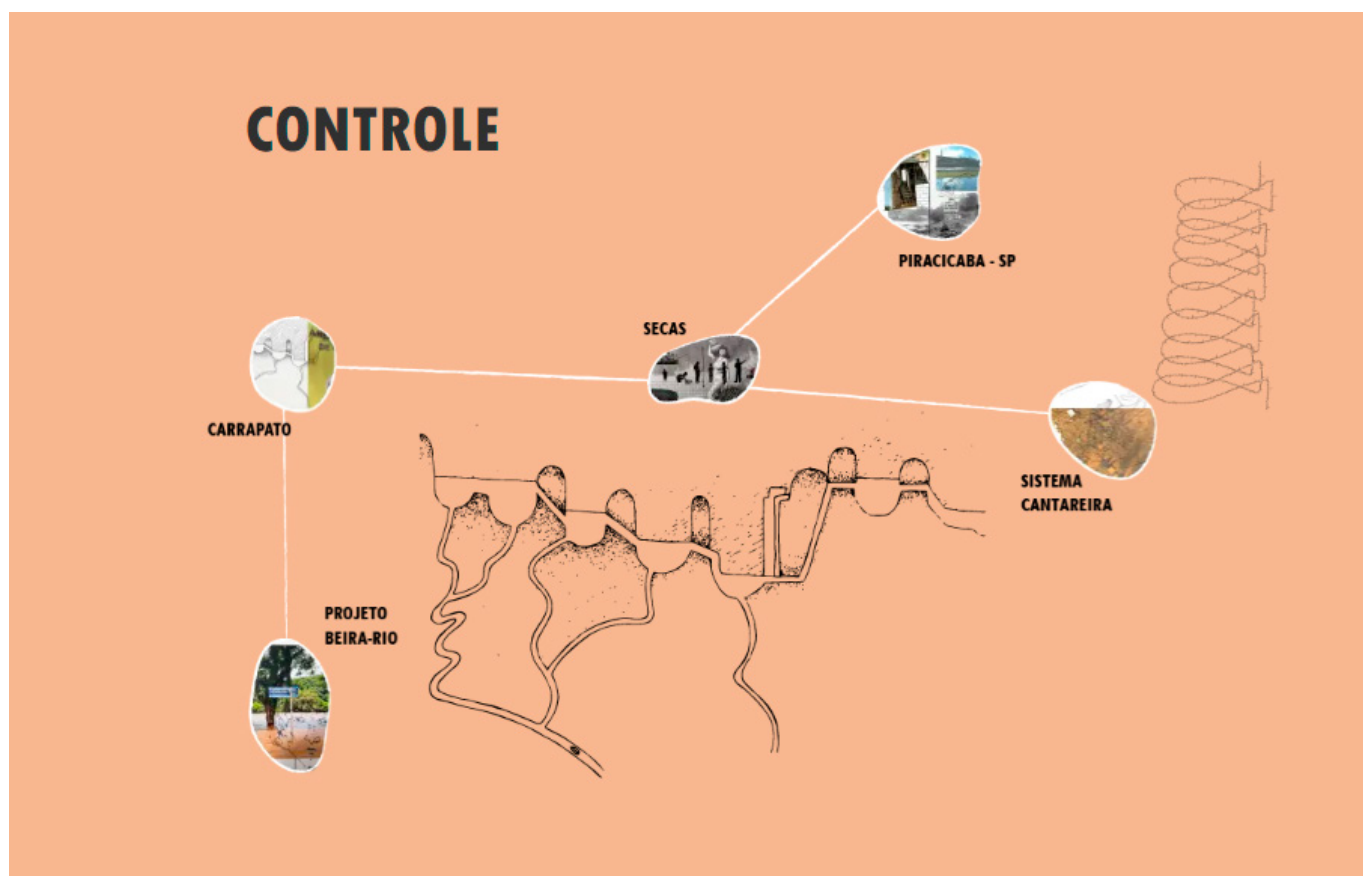 CONTROLE
PIRACICABA - SP
SECAS
CARRAPATO
SISTEMA
CANTAREIRA
PROJETO
BEIRA-RIO